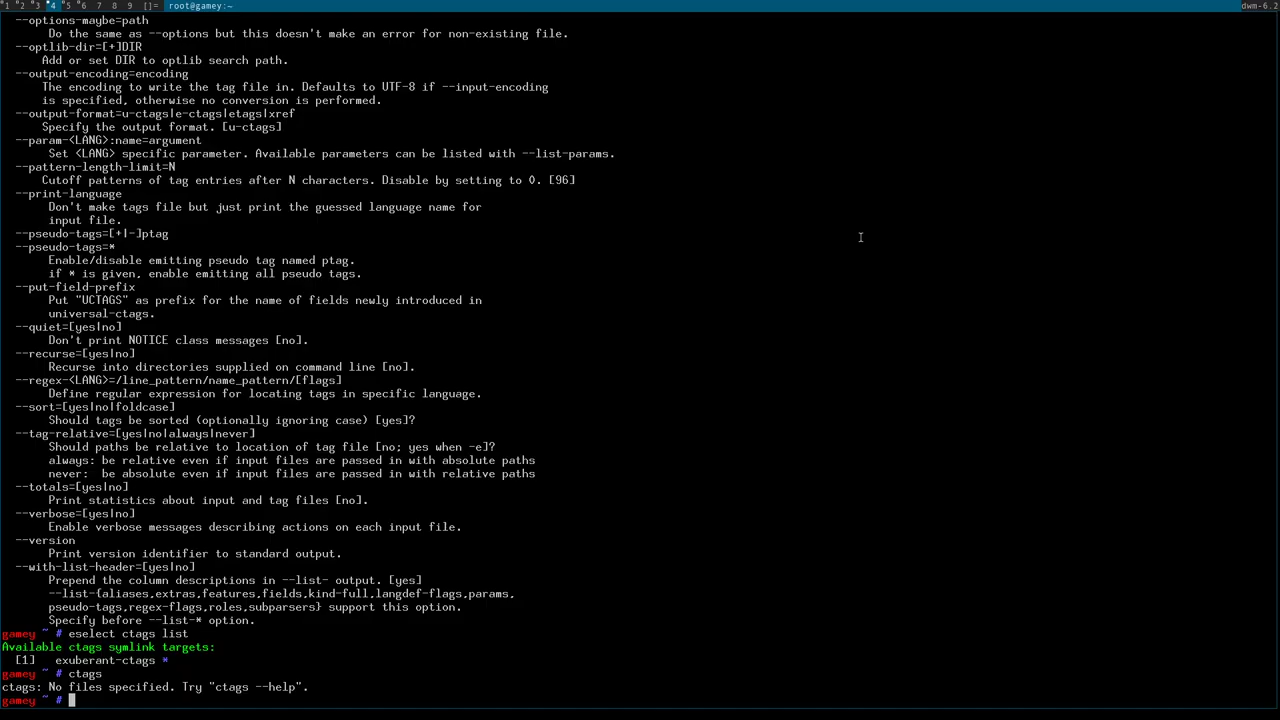 1 2 3 4 5 6 7 8 9 []= root@gamey:~ dwm-6.2
--options-maybe=path
Do the same as --options but this doesn't make an error for non-existing file.
--optlib-dir=[+]DIR
Add or set DIR to optlib search path.
--output-encoding=encoding
The encoding to write the tag file in. Defaults to UTF-8 if --input-encoding
is specified, otherwise no conversion is performed.
--output-format=u-ctags|e-ctags|etags|xref
Specify the output format. [u-ctags]
--param-<LANG>:name=argument
Set <LANG> specific parameter. Available parameters can be listed with --list-params.
--pattern-length-limit=N
Cutoff patterns of tag entries after N characters. Disable by setting to 0. [96]
--print-language
Don't make tags file but just print the guessed language name for
input file.
--pseudo-tags=[+|-]ptag
--pseudo-tags=*
Enable/disable emitting pseudo tag named ptag.
if * is given, enable emitting all pseudo tags.
--put-field-prefix
Put "UCTAGS" as prefix for the name of fields newly introduced in
universal-ctags.
--quiet=[yes|no]
Don't print NOTICE class messages [no].
--recurse=[yes|no]
Recurse into directories supplied on command line [no].
--regex-<LANG>=/line_pattern/name_pattern/[flags]
Define regular expression for locating tags in specific language.
--sort=[yes|no|foldcase]
Should tags be sorted (optionally ignoring case) [yes]?
--tag-relative=[yes|no|always|never]
Should paths be relative to location of tag file [no; yes when -e]?
always: be relative even if input files are passed in with absolute paths
never:  be absolute even if input files are passed in with relative paths
--totals=[yes|no]
Print statistics about input and tag files [no].
--verbose=[yes|no]
Enable verbose messages describing actions on each input file.
--version
Print version identifier to standard output.
--with-list-header=[yes|no]
Prepend the column descriptions in --list- output. [yes]
--list-{aliases,extras,features,fields,kind-full,langdef-flags,params,
pseudo-tags,regex-flags,roles,subparsers} support this option.
Specify before --list-* option.
gamey ~ # eselect ctags list
Available ctags symlink targets:
[1]   exuberant-ctags *
gamey ~ # ctags
ctags: No files specified. Try "ctags --help".
gamey ~ #